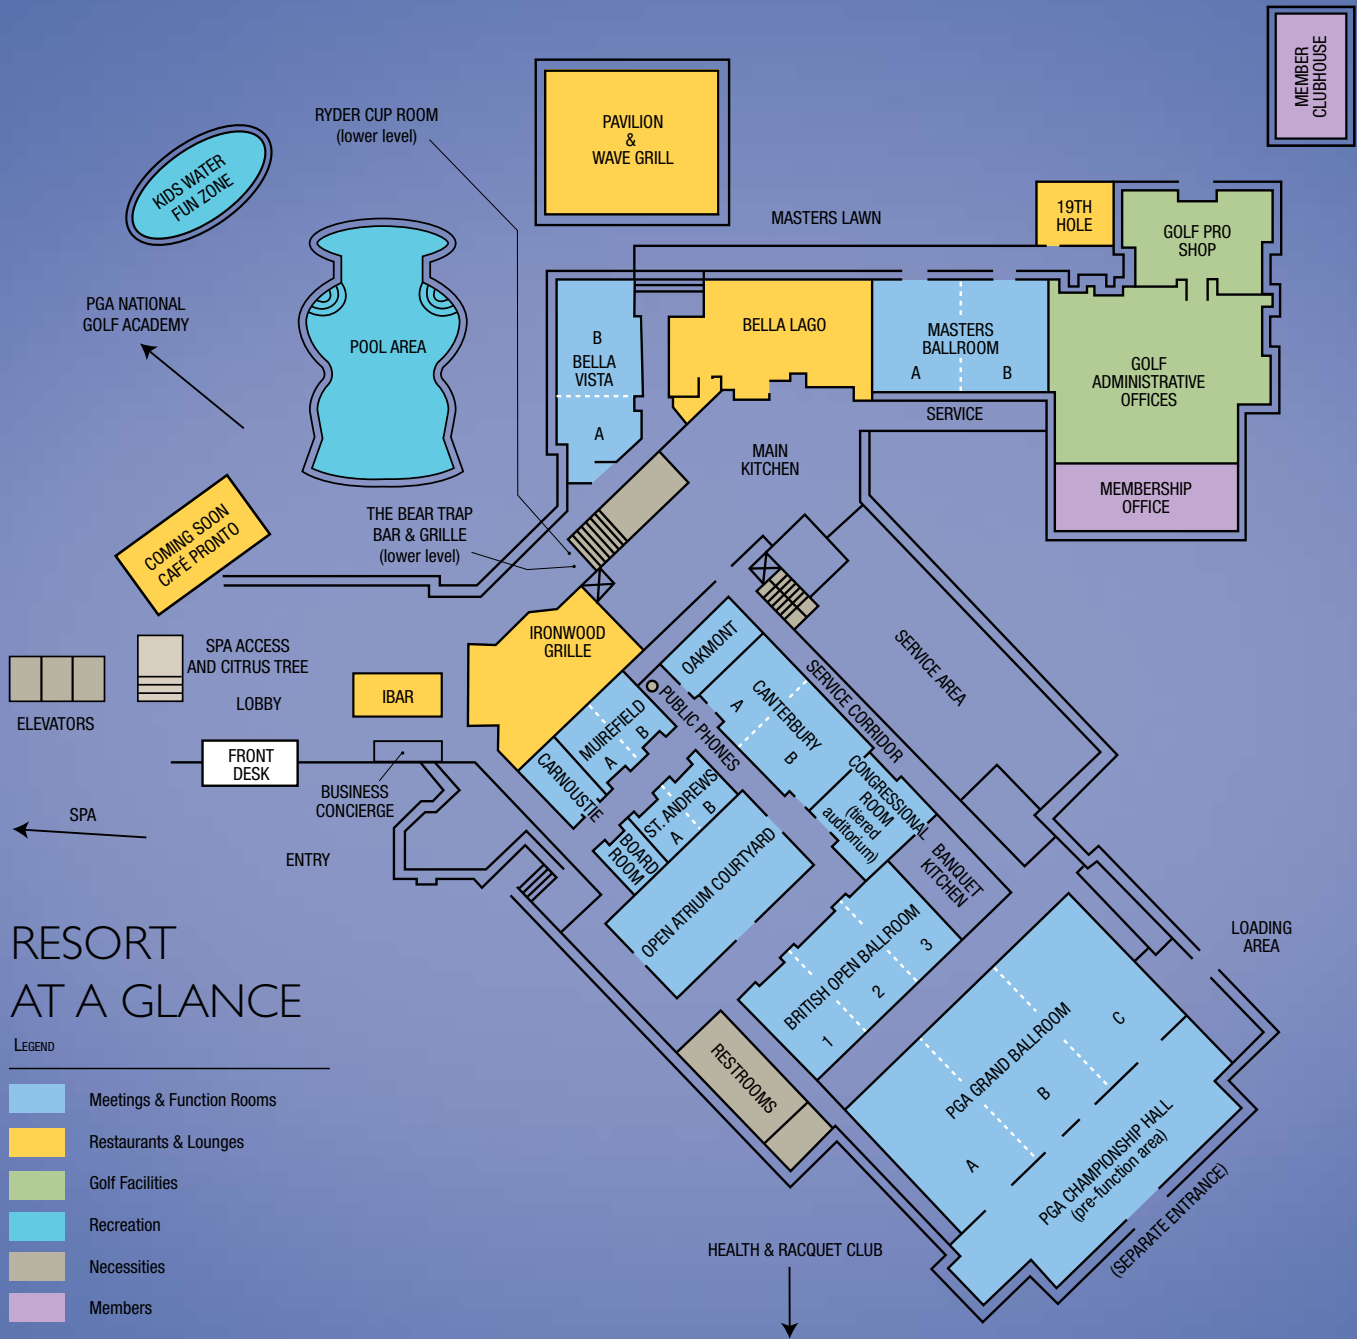 MEMBER
CLUBHOUSE
RYDER CUP ROOM
(lower level)
PAVILION
&
WAVE GRILL
KIDS WATER
FUN ZONE
MASTERS LAWN
19TH
HOLE
GOLF PRO
SHOP
PGA NATIONAL
GOLF ACADEMY
POOL AREA
B
BELLA
VISTA
A
BELLA LAGO
MASTERS
BALLROOM
A B
GOLF
ADMINISTRATIVE
OFFICES
SERVICE
MAIN
KITCHEN
MEMBERSHIP
OFFICE
COMING SOON
CAFÉ PRONTO
THE BEAR TRAP
BAR & GRILLE
(lower level)
IRONWOOD
GRILLE
OAKMONT
SERVICE AREA
SERVICE CORRIDOR
SPA ACCESS
AND CITRUS TREE
ELEVATORS
LOBBY
IBAR
FRONT
DESK
BUSINESS
CONCIERGE
MUIREFIELD
A B
CARNOUSTIE
PUBLIC PHONES
A
CANTERBURY
B
CONGRESSIONAL
ROOM
(tiered
auditorium)
BANQUET
KITCHEN
ST. ANDREWS
A B
BOARD
ROOM
OPEN ATRIUM COURTYARD
SPA
ENTRY
BRITISH OPEN BALLROOM
1 2 3
LOADING
AREA
RESTROOMS
PGA GRAND BALLROOM
A B C
PGA CHAMPIONSHIP HALL
(pre-function area)
(SEPARATE ENTRANCE)
HEALTH & RACQUET CLUB
RESORT
AT A GLANCE
LEGEND
Meetings & Function Rooms
Restaurants & Lounges
Golf Facilities
Recreation
Necessities
Members